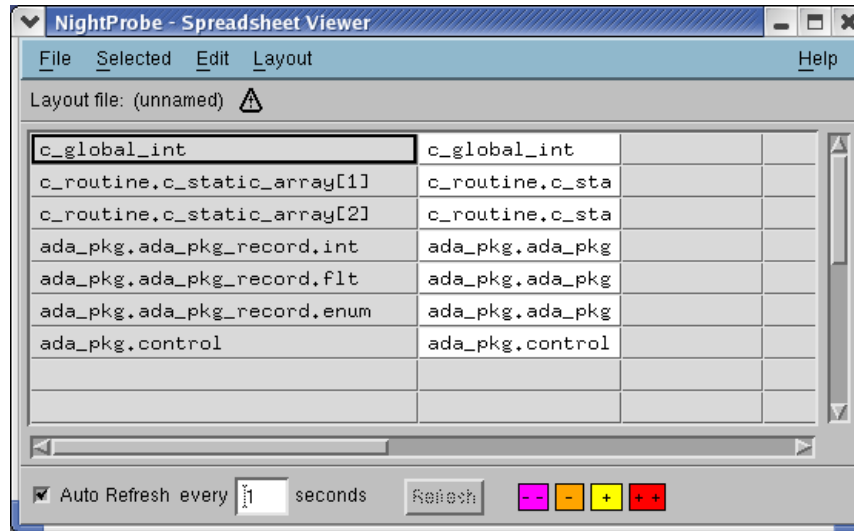 NightProbe - Spreadsheet Viewer
File Selected Edit Layout Help
Layout file: (unnamed)
c_global_int c_global_int
c_routine.c_static_array[1] c_routine.c_sta
c_routine.c_static_array[2] c_routine.c_sta
ada_pkg.ada_pkg_record.int ada_pkg.ada_pkg
ada_pkg.ada_pkg_record.flt ada_pkg.ada_pkg
ada_pkg.ada_pkg_record.enum ada_pkg.ada_pkg
ada_pkg.control ada_pkg.control
Auto Refresh every 1 seconds Refresh -- - + ++